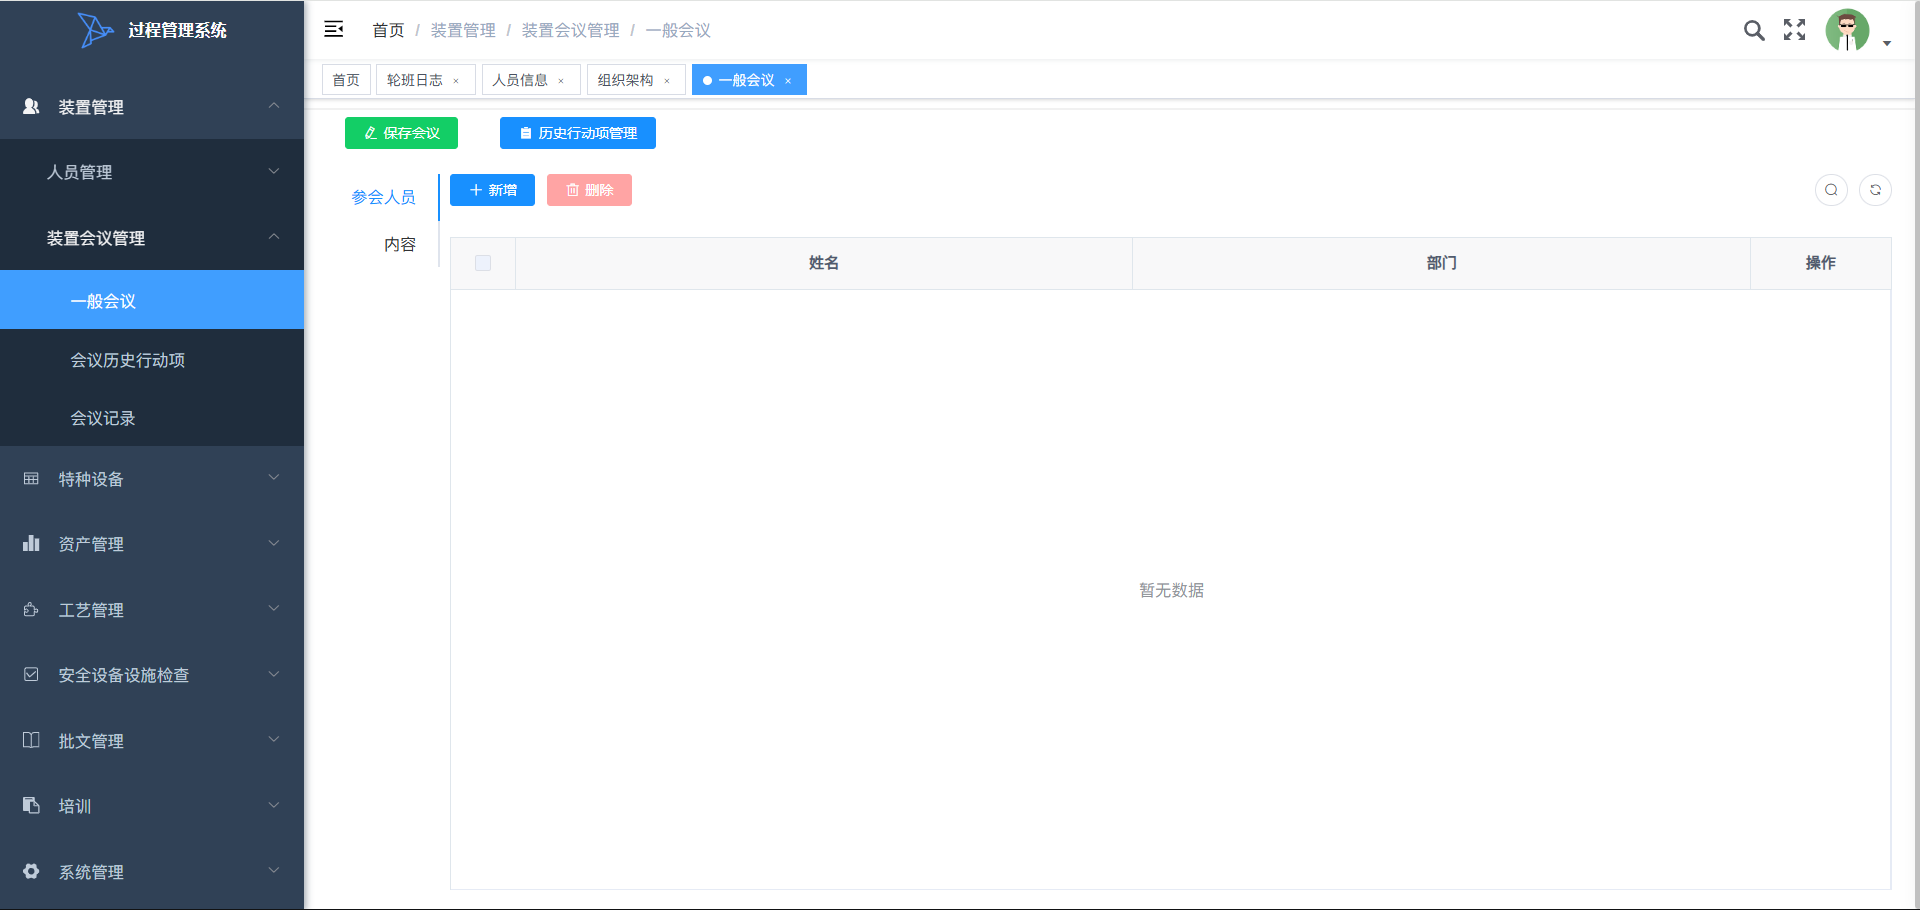 过程管理系统
首页 / 装置管理 / 装置会议管理 / 一般会议
首页 轮班日志 × 人员信息 × 组织架构 × 一般会议 ×
装置管理
人员管理
装置会议管理
一般会议
会议历史行动项
会议记录
特种设备
资产管理
工艺管理
安全设备设施检查
批文管理
培训
系统管理
保存会议 历史行动项管理
参会人员
内容
新增 删除
姓名 部门 操作
暂无数据